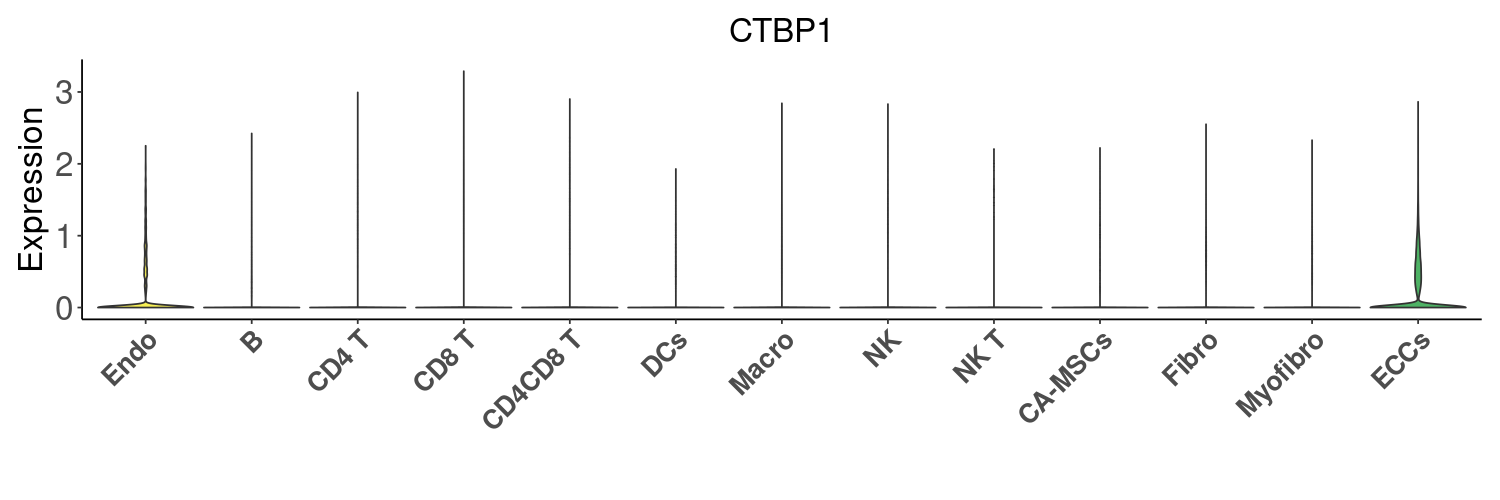 CTBP1
Expression
3
2
1
0
Endo
B
CD4 T
CD8 T
CD4CD8 T
DCs
Macro
NK
NK T
CA-MSCs
Fibro
Myofibro
ECCs